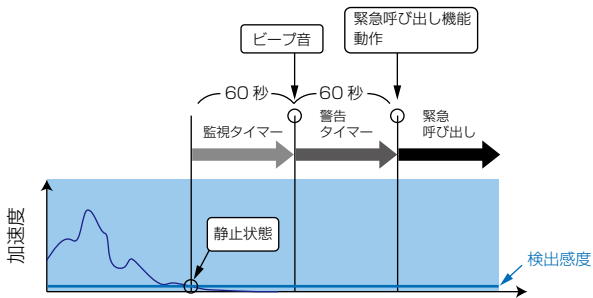 ビープ音
緊急呼び出し機能
動作
60 秒
60 秒
監視タイマー
警告
タイマー
緊急
呼び出し
加速度
静止状態
検出感度